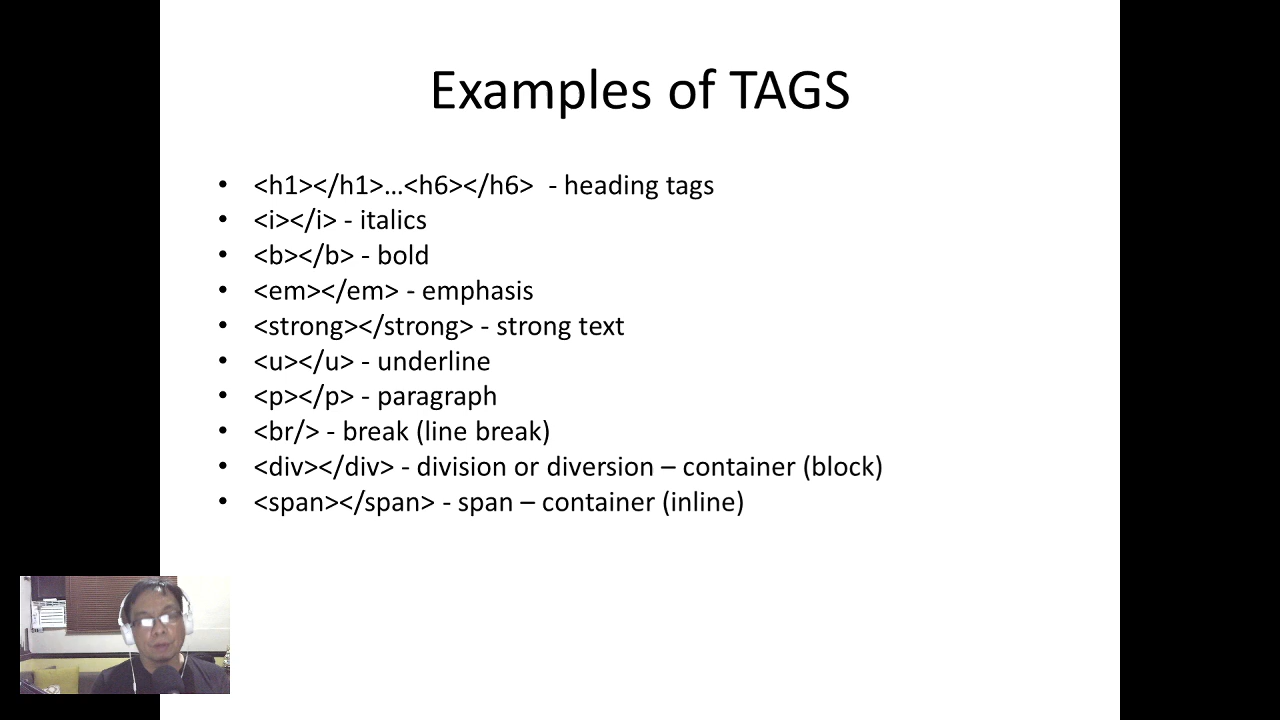 Examples of TAGS
• <h1></h1>…<h6></h6>  - heading tags
• <i></i> - italics
• <b></b> - bold
• <em></em> - emphasis
• <strong></strong> - strong text
• <u></u> - underline
• <p></p> - paragraph
• <br/> - break (line break)
• <div></div> - division or diversion – container (block)
• <span></span> - span – container (inline)